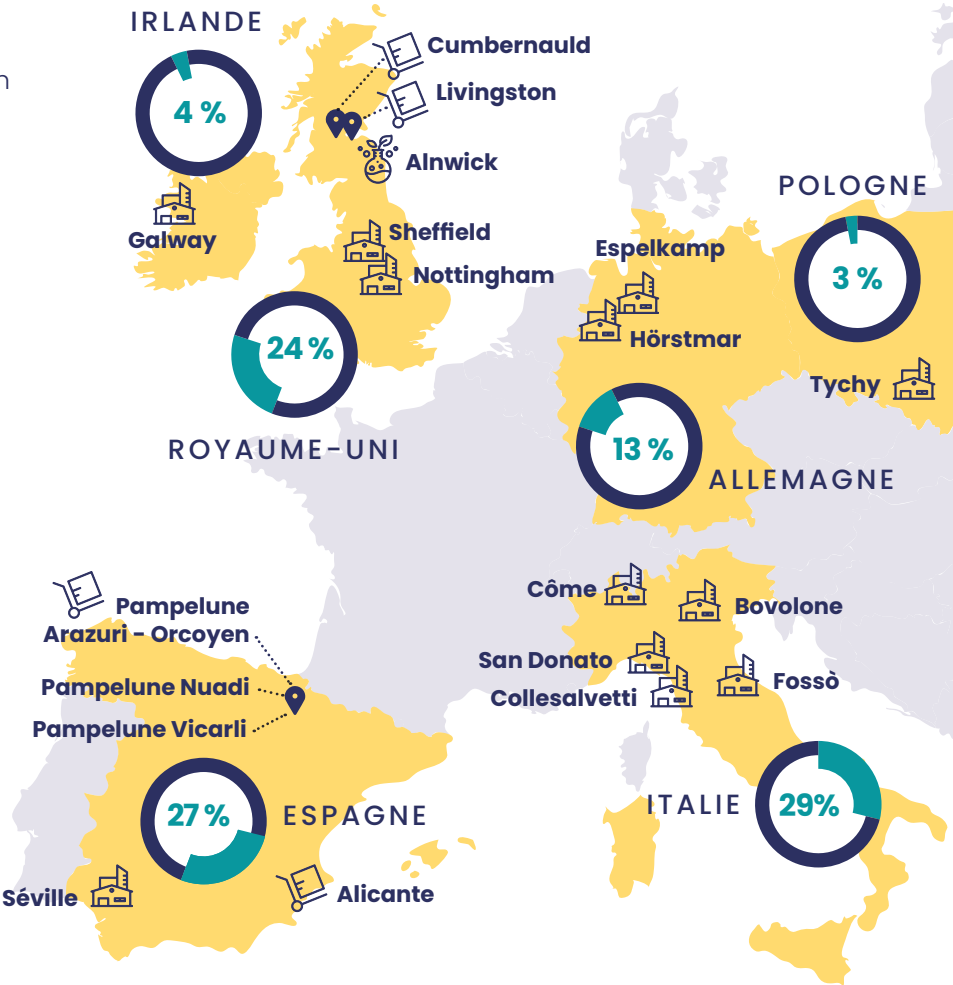 IRLANDE
n
4 %
Galway
Cumbernauld
Livingston
Alnwick
Sheffield
Nottingham
24 %
ROYAUME-UNI
POLOGNE
3 %
Tychy
Espelkamp
Hörstmar
13 %
ALLEMAGNE
Pampelune
Arazuri - Orcoyen
Pampelune Nuadi
Pampelune Vicarli
27 %
ESPAGNE
Séville
Alicante
Côme
Bovolone
San Donato
Collesalvetti
Fossò
ITALIE
29%